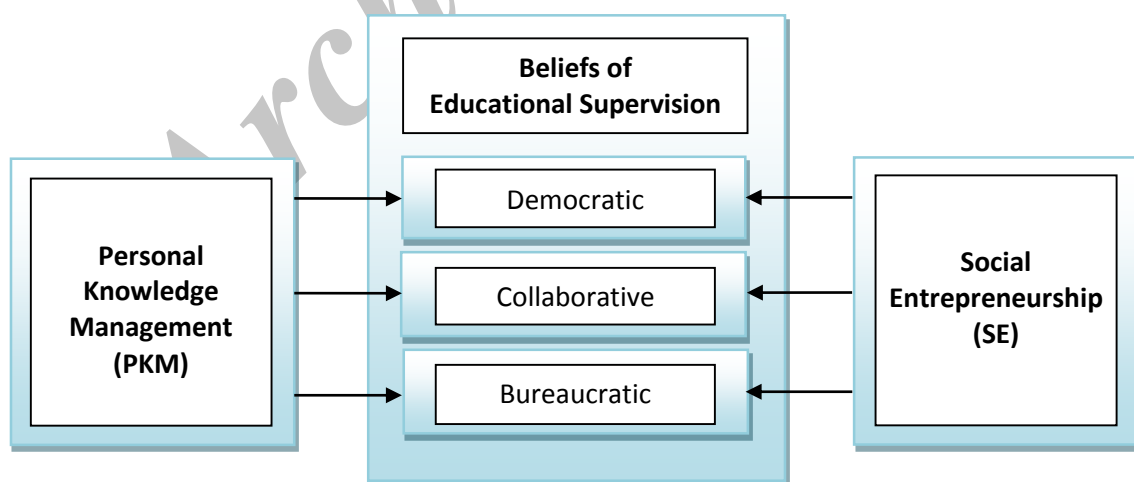 Beliefs of
Educational Supervision
Personal
Knowledge
Management
(PKM)
Democratic
Collaborative
Bureaucratic
Social
Entrepreneurship
(SE)